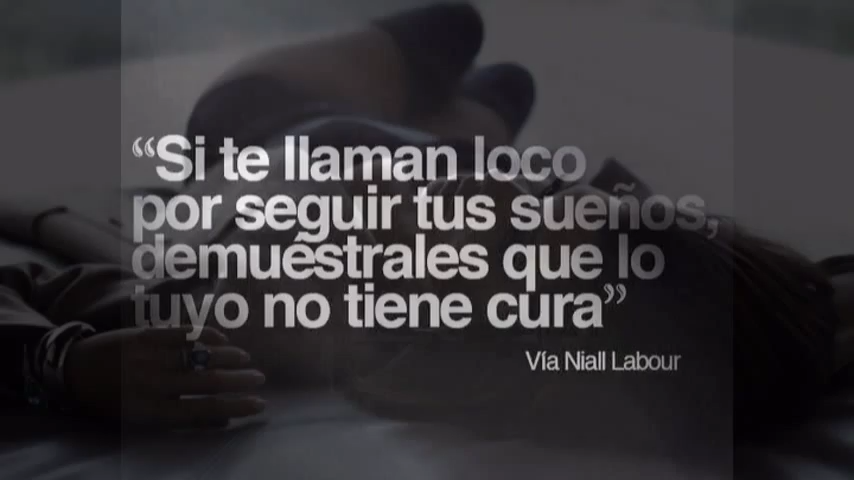 “Si te llaman loco
por seguir tus sueños,
demuéstrales que lo
tuyo no tiene cura”
Vía Niall Labour